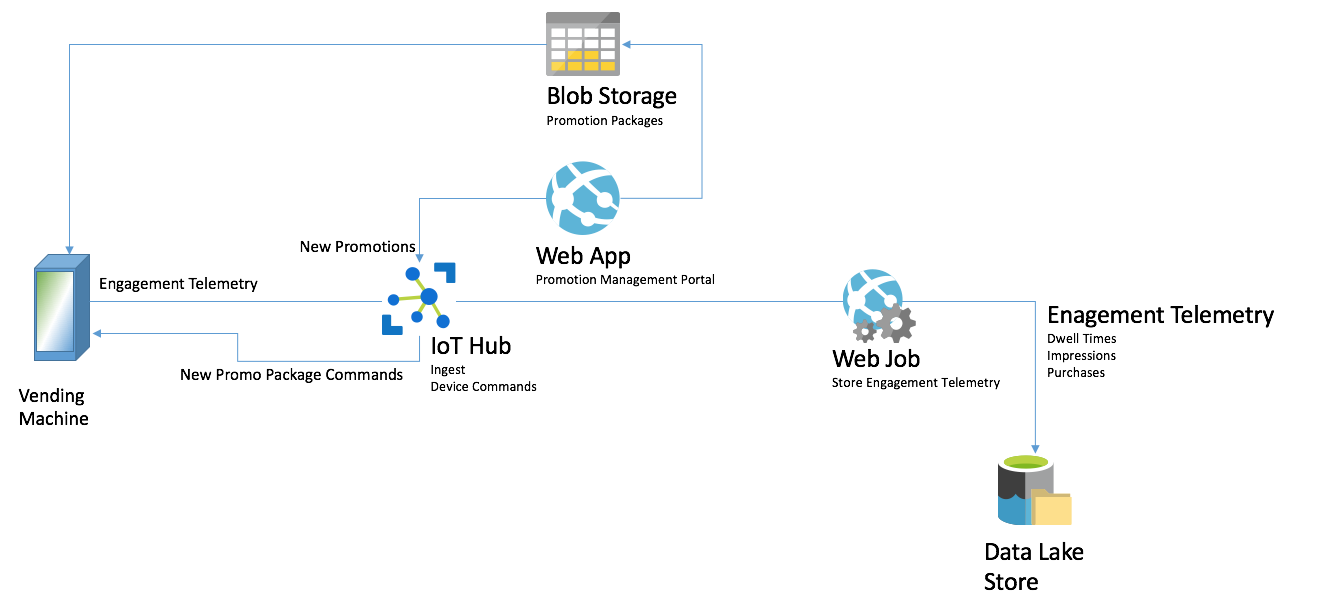 Blob Storage
Promotion Packages
New Promotions
Web App
Promotion Management Portal
Engagement Telemetry
IoT Hub
Ingest
Device Commands
New Promo Package Commands
Vending
Machine
Web Job
Store Engagement Telemetry
Enagement Telemetry
Dwell Times
Impressions
Purchases
Data Lake
Store